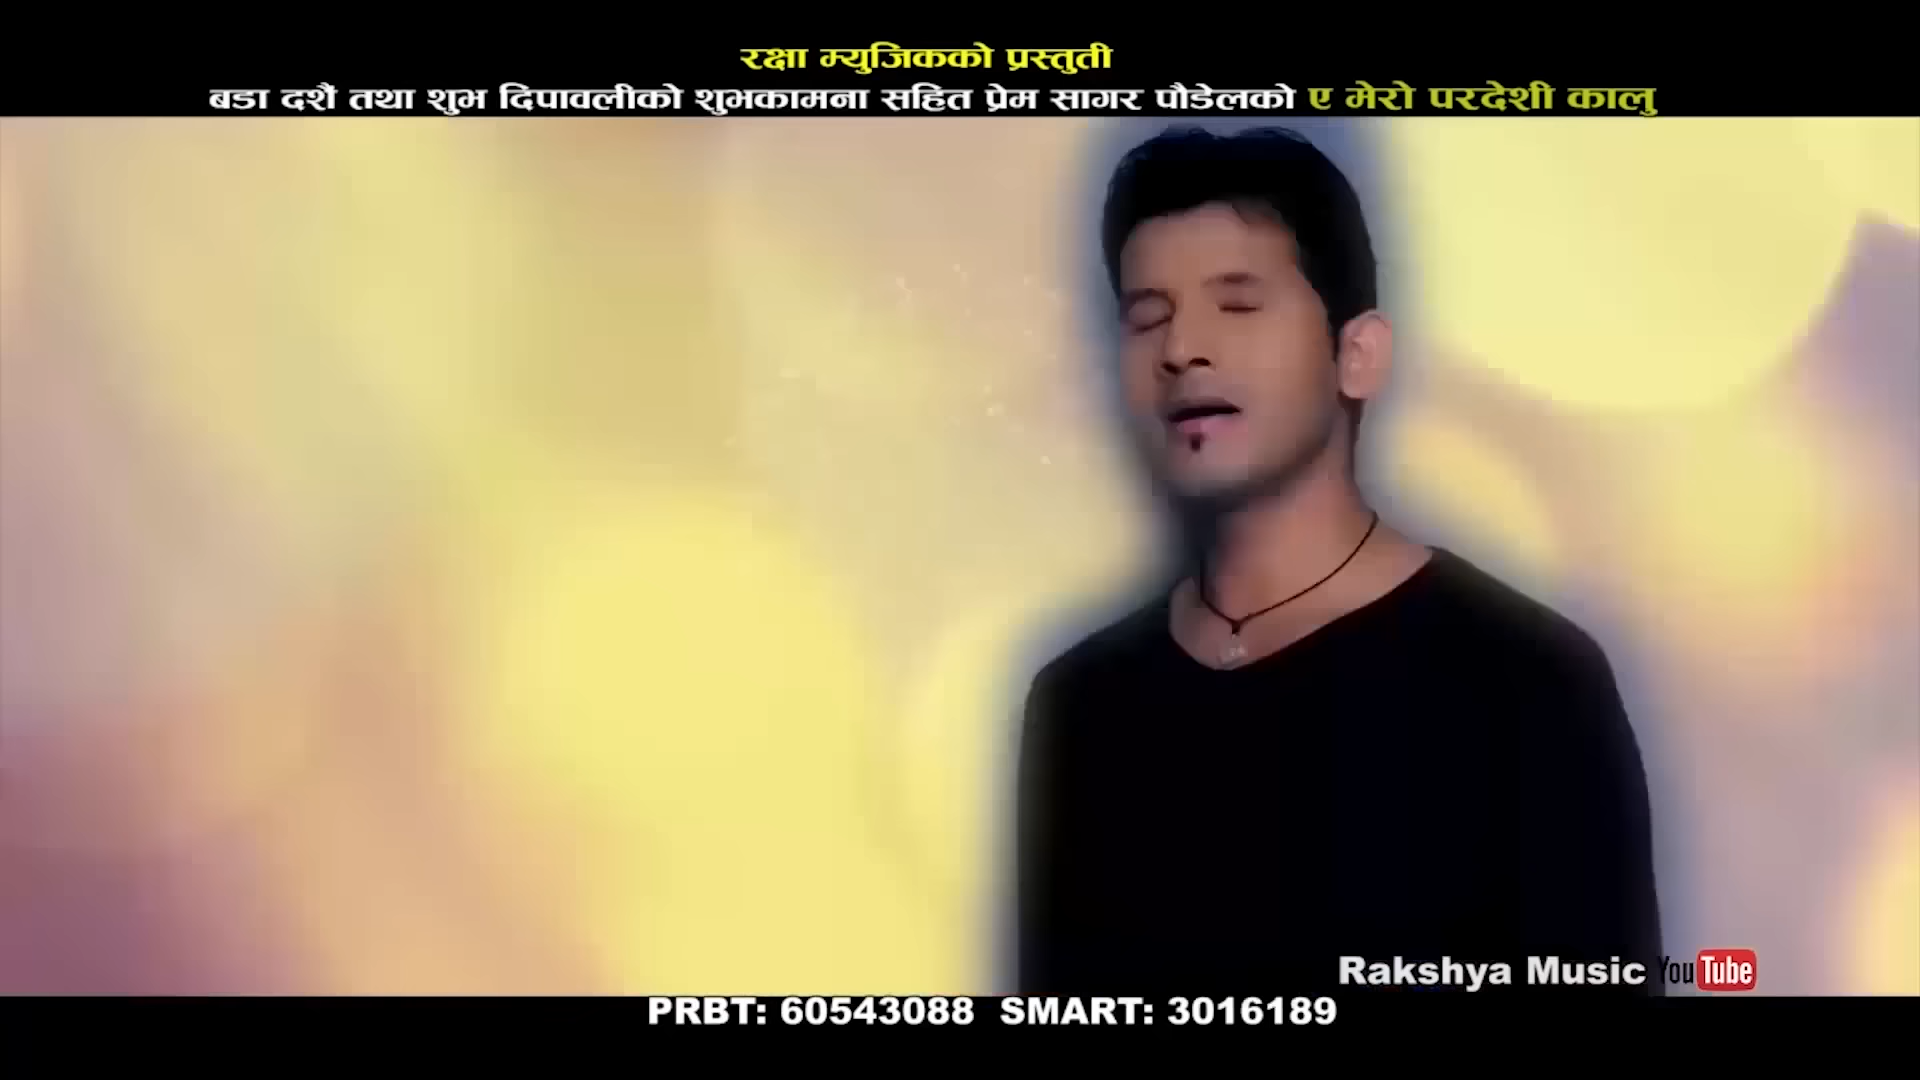 रक्षा म्युजिकको प्रस्तुती
बडा दशैं तथा शुभ दिपावलीको शुभकामना सहित प्रेम सागर पौडेलको ए मेरो परदेशी कालु
Rakshya Music YouTube
PRBT: 60543088 SMART: 3016189